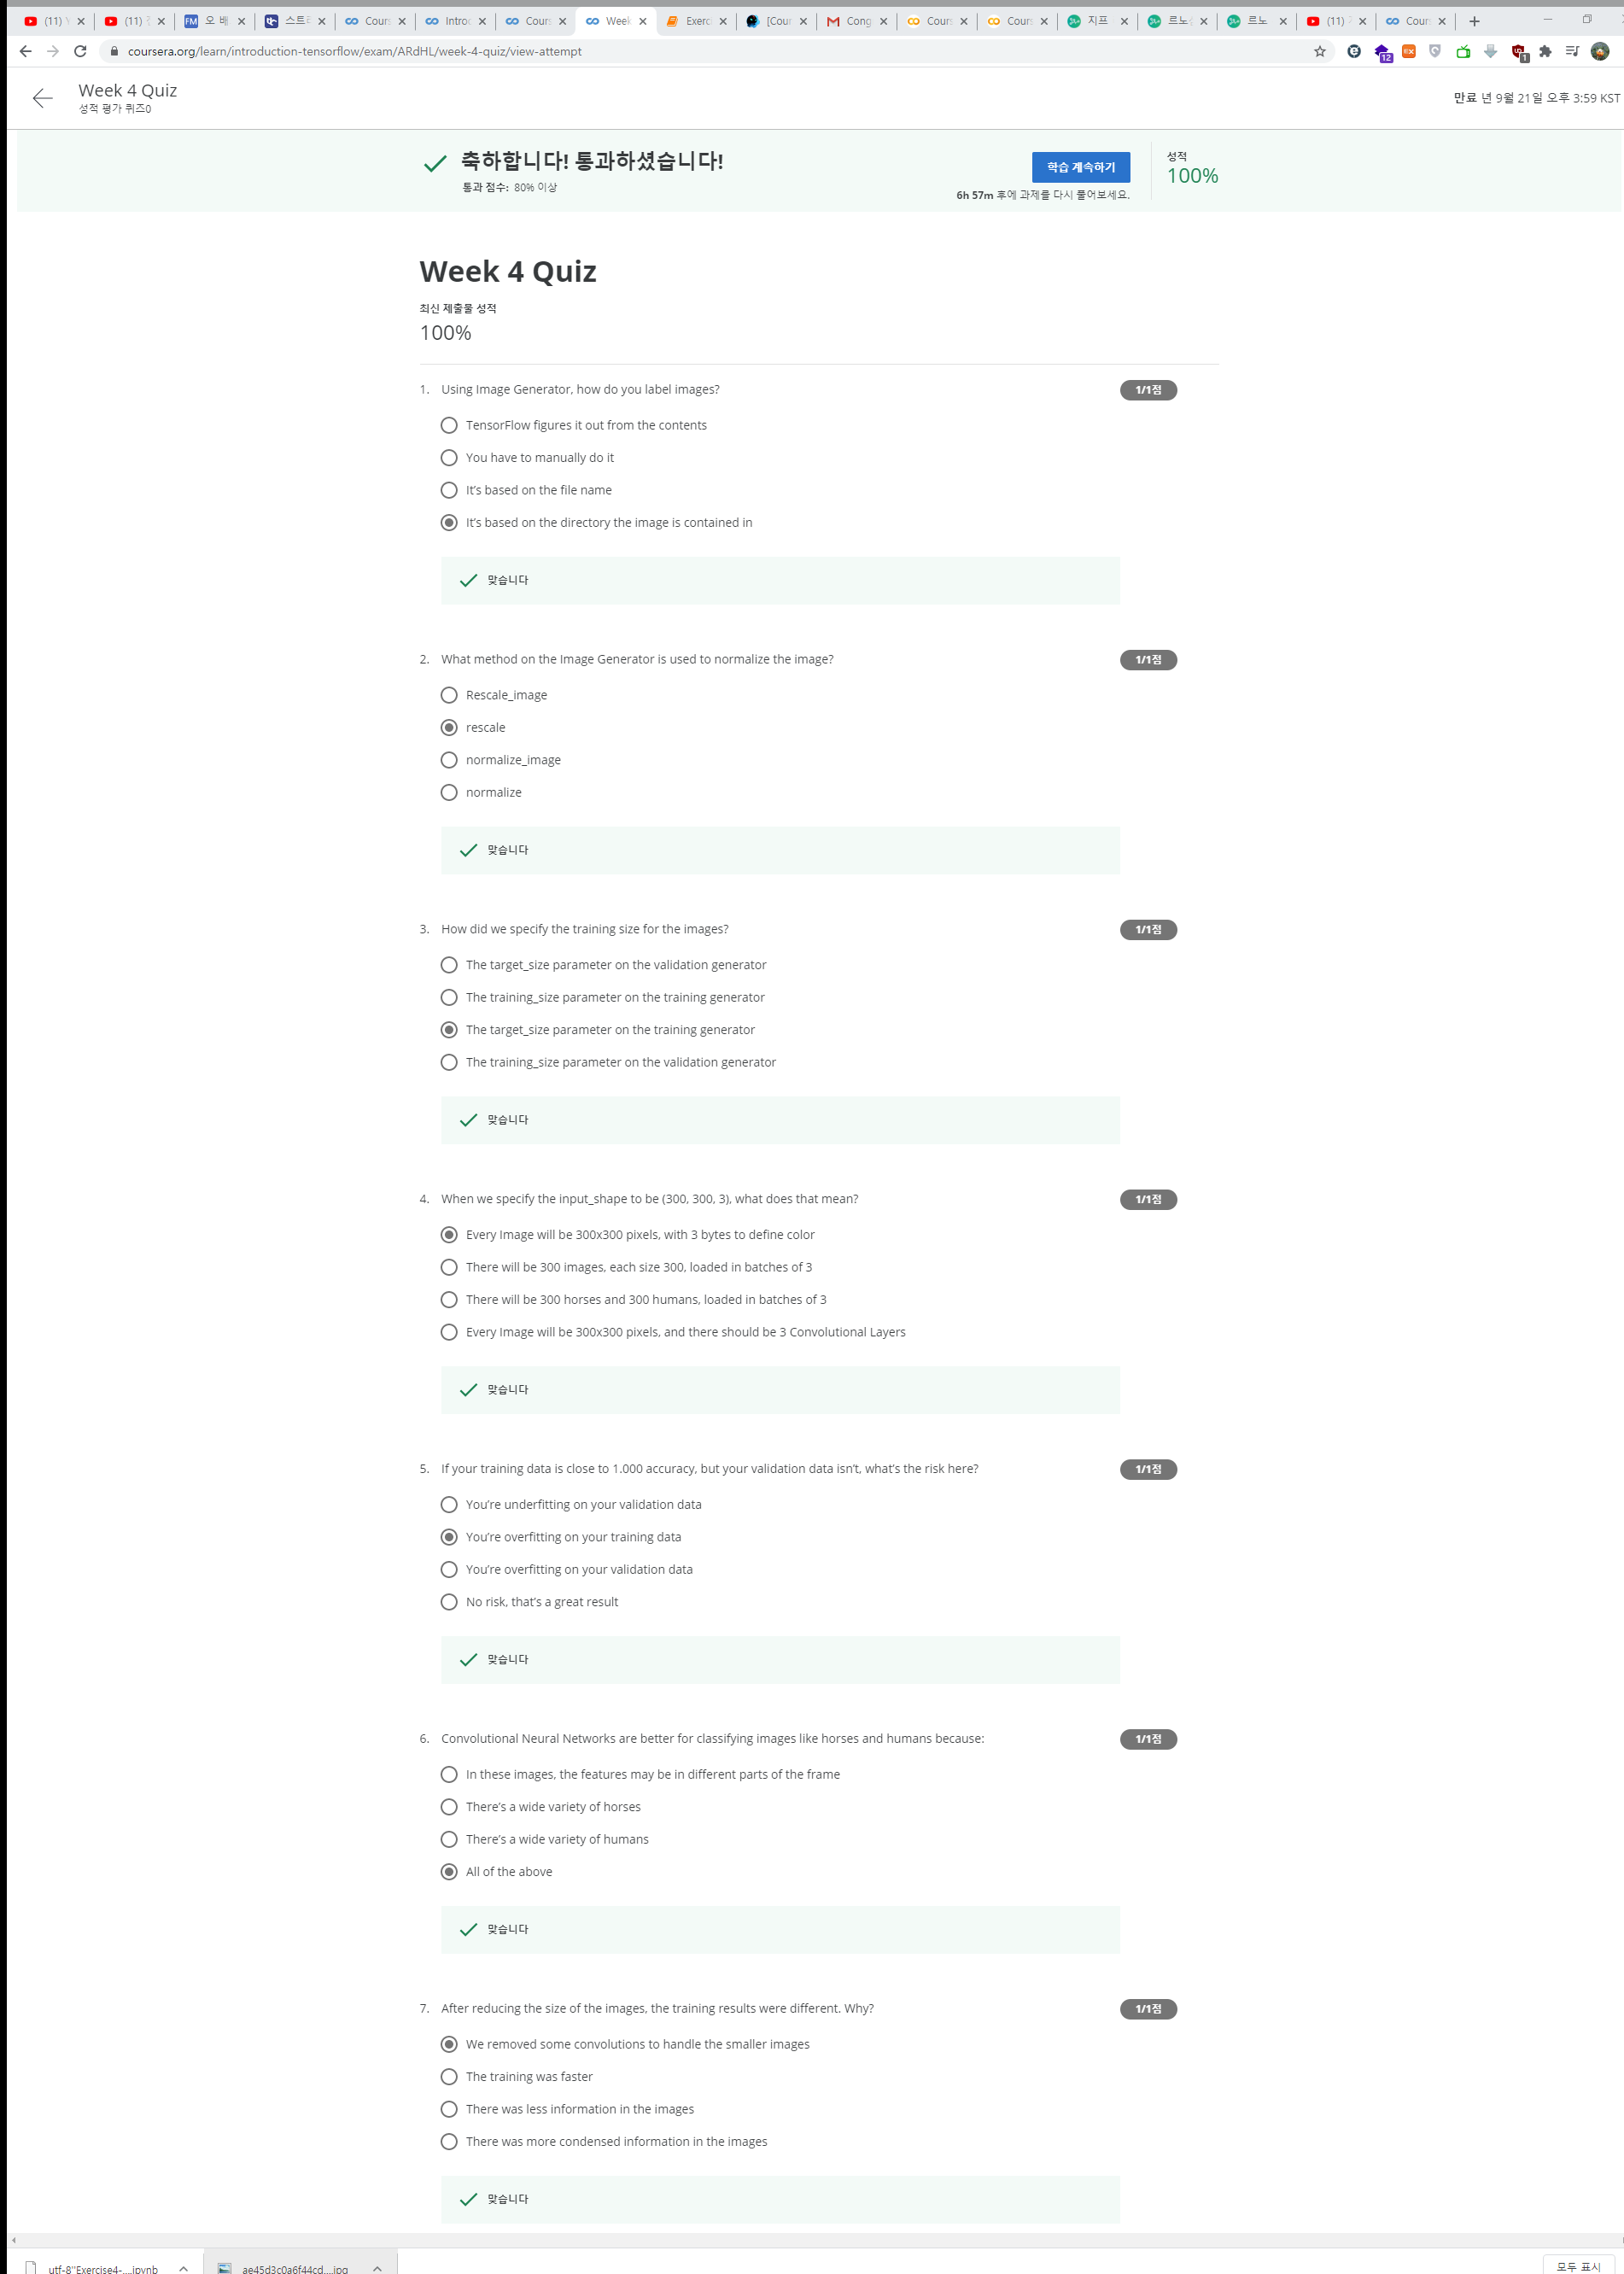 (11) Y
(11) 
FM 오 배
스트리
Cours
Introd
Cours
Week
Exerci
[Cour
Cong
Cours
Cours
지프
르노
르노
(11)
Cours
coursera.org/learn/introduction-tensorflow/exam/ARdHL/week-4-quiz/view-attempt
12
1
Week 4 Quiz
성적 평가 퀴즈0
만료 년 9월 21일 오후 3:59 KST
축하합니다! 통과하셨습니다!
통과 점수: 80% 이상
학습 계속하기
6h 57m 후에 과제를 다시 풀어보세요.
성적
100%
Week 4 Quiz
최신 제출물 성적
100%
1. Using Image Generator, how do you label images? 1/1점
TensorFlow figures it out from the contents
You have to manually do it
It’s based on the file name
It’s based on the directory the image is contained in
맞습니다
2. What method on the Image Generator is used to normalize the image? 1/1점
Rescale_image
rescale
normalize_image
normalize
맞습니다
3. How did we specify the training size for the images? 1/1점
The target_size parameter on the validation generator
The training_size parameter on the training generator
The target_size parameter on the training generator
The training_size parameter on the validation generator
맞습니다
4. When we specify the input_shape to be (300, 300, 3), what does that mean? 1/1점
Every Image will be 300x300 pixels, with 3 bytes to define color
There will be 300 images, each size 300, loaded in batches of 3
There will be 300 horses and 300 humans, loaded in batches of 3
Every Image will be 300x300 pixels, and there should be 3 Convolutional Layers
맞습니다
5. If your training data is close to 1.000 accuracy, but your validation data isn’t, what’s the risk here? 1/1점
You’re underfitting on your validation data
You’re overfitting on your training data
You’re overfitting on your validation data
No risk, that’s a great result
맞습니다
6. Convolutional Neural Networks are better for classifying images like horses and humans because: 1/1점
In these images, the features may be in different parts of the frame
There’s a wide variety of horses
There’s a wide variety of humans
All of the above
맞습니다
7. After reducing the size of the images, the training results were different. Why? 1/1점
We removed some convolutions to handle the smaller images
The training was faster
There was less information in the images
There was more condensed information in the images
맞습니다
utf-8''Exercise4-....ipynb
ae45d3c0a6f44cd....jpg
모두 표시